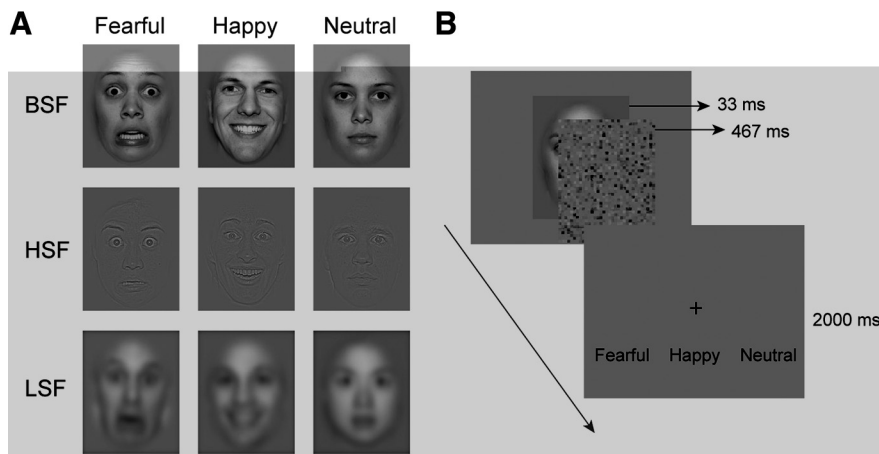 A
Fearful Happy Neutral
BSF
HSF
LSF
B
33 ms
467 ms
2000 ms
+
Fearful Happy Neutral